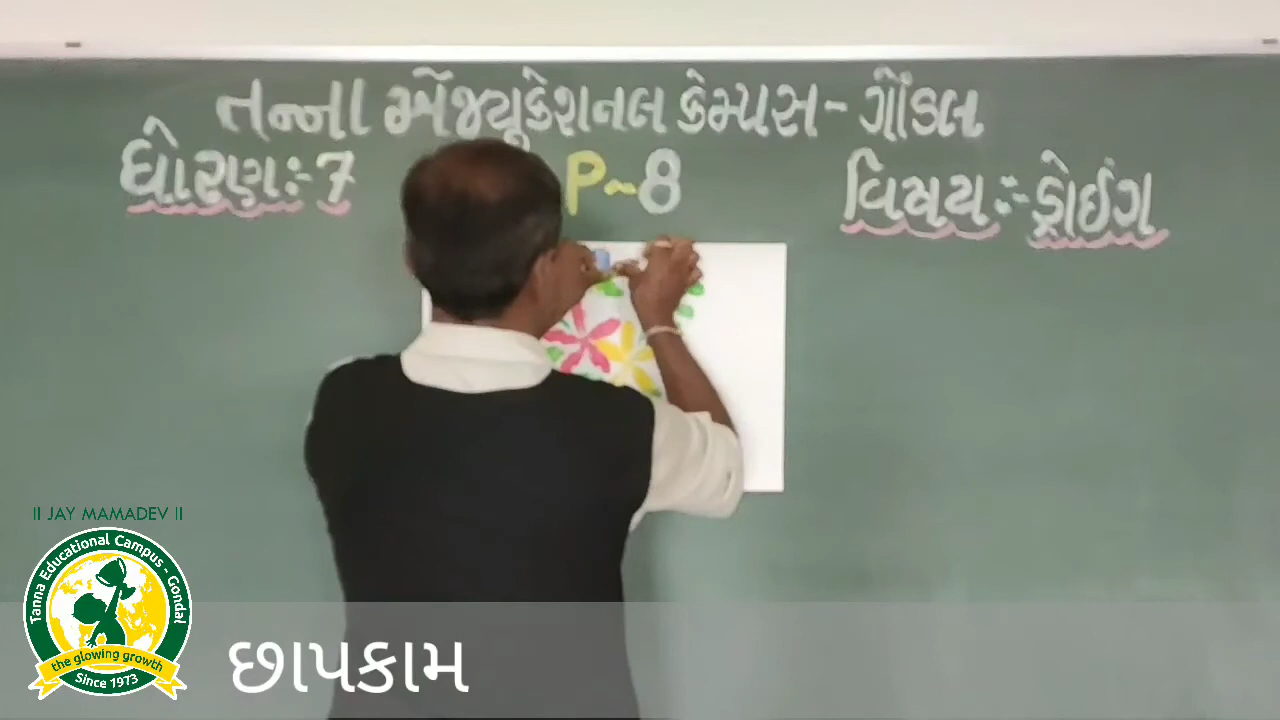 તન્ના એજ્યુકેશનલ કેમ્પસ - ગોંડલ
ધોરણ:- 7
P-8
વિષય:- ડ્રોઈંગ
II JAY MAMADEV II
Tanna Educational Campus - Gondal
the glowing growth
Since 1973
છાપકામ